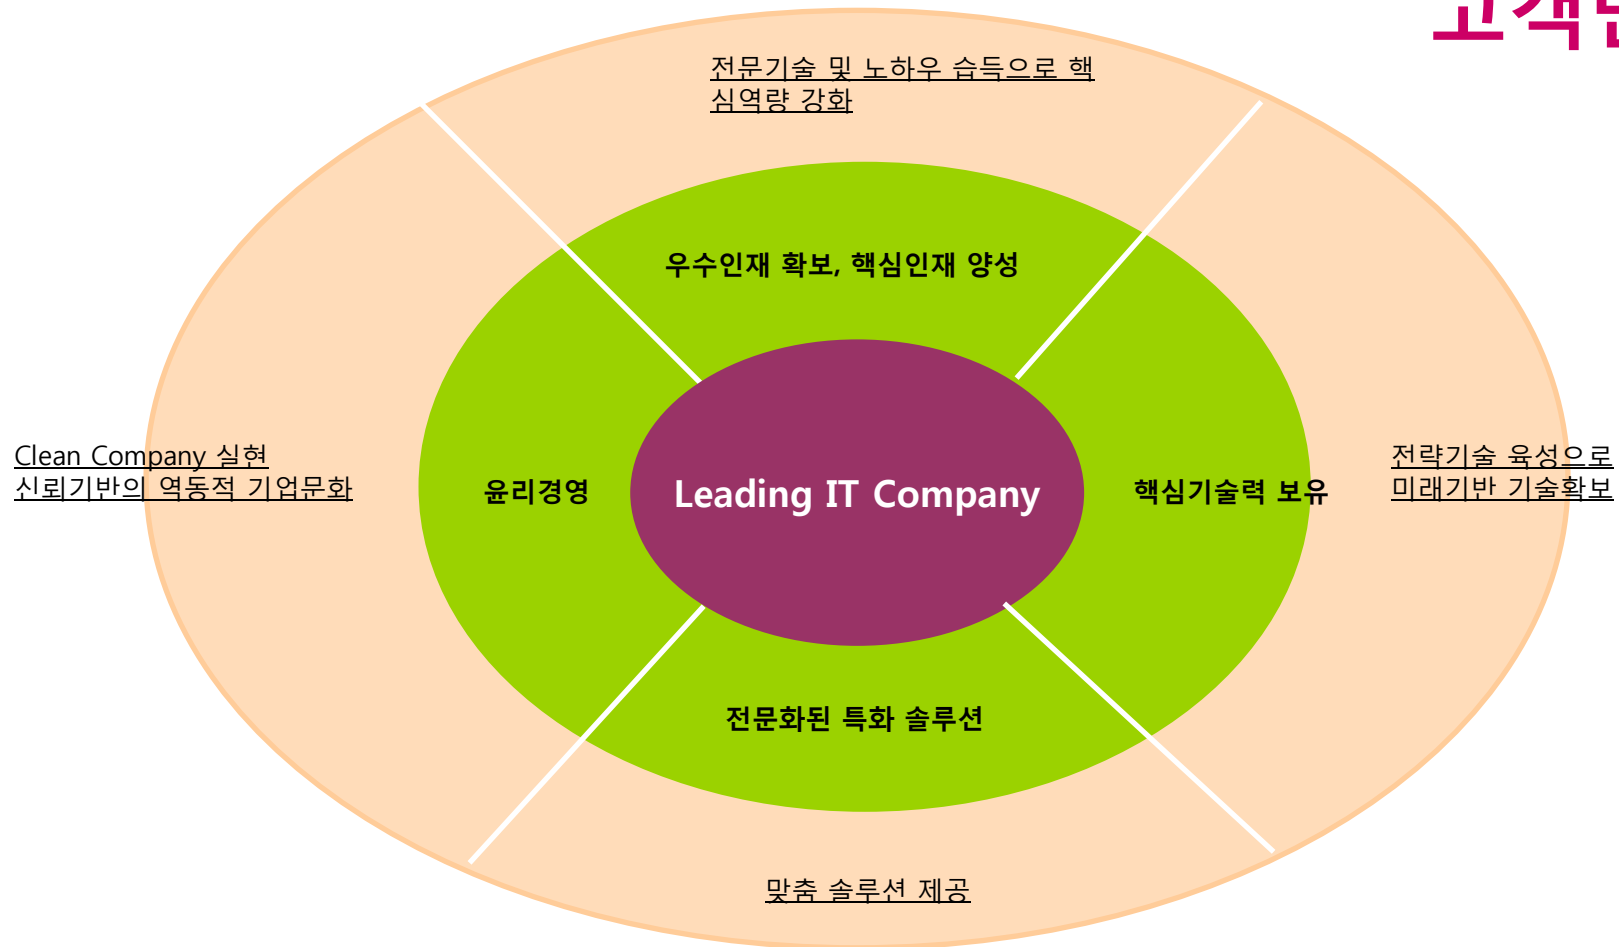 전문기술 및 노하우 습득으로 핵
심역량 강화
우수인재 확보, 핵심인재 양성
Clean Company 실현
신뢰기반의 역동적 기업문화
윤리경영
Leading IT Company
핵심기술력 보유
전략기술 육성으로
미래기반 기술확보
전문화된 특화 솔루션
맞춤 솔루션 제공